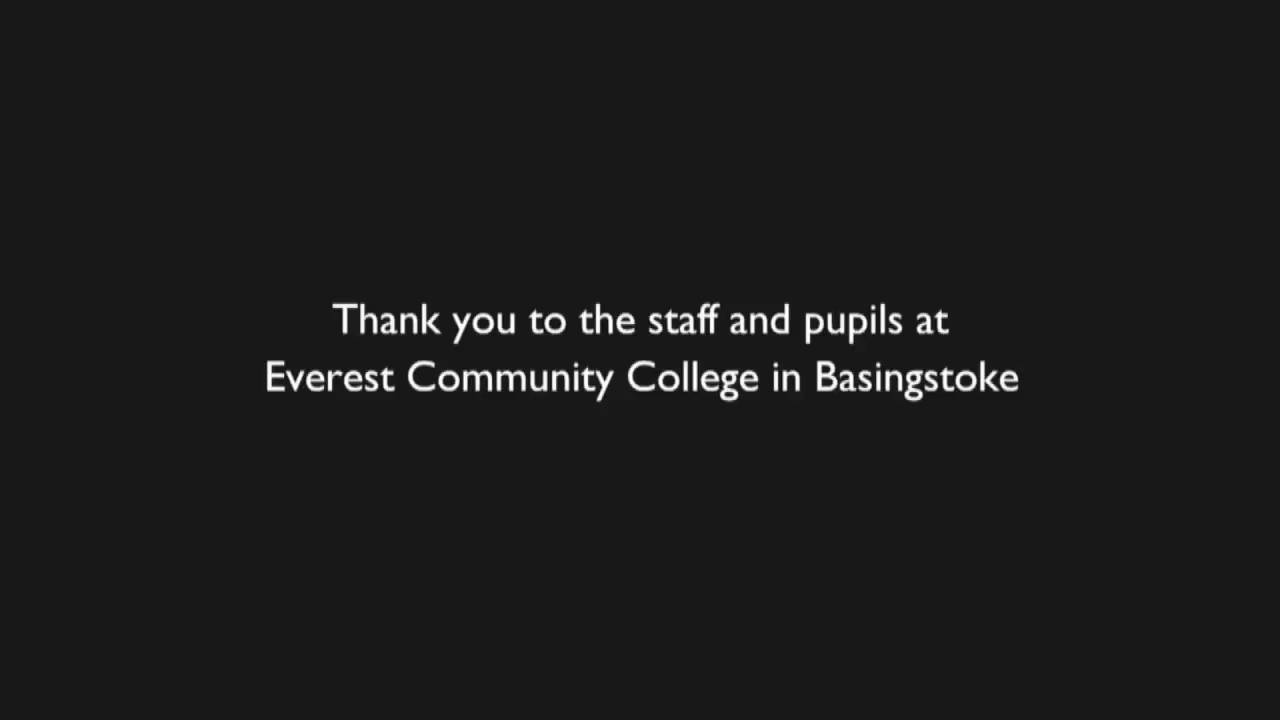 Thank you to the staff and pupils at
Everest Community College in Basingstoke